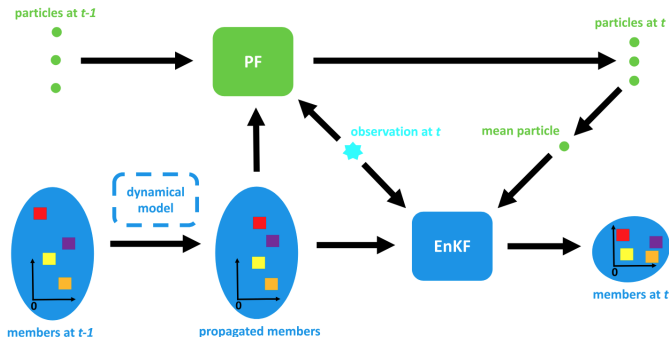 particles at t-1
particles at t
PF
observation at t
mean particle
dynamical
model
EnKF
0
0
0
members at t-1
propagated members
members at t